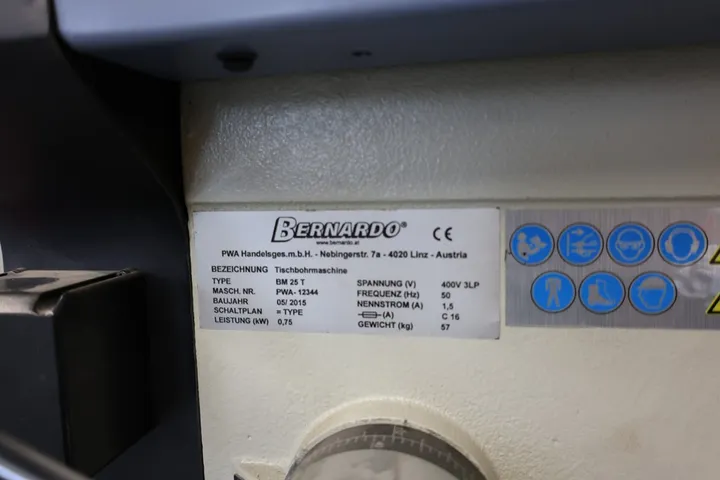 BERNARDO®
www.bernardo.at
CE
PWA Handelsges.m.b.H. - Nebingerstr. 7a - 4020 Linz - Austria
BEZEICHNUNG Tischbohrmaschine
TYPE BM 25 T
MASCH. NR. PWA- 12344
BAUJAHR 05/ 2015
SCHALTPLAN = TYPE
LEISTUNG (kW) 0,75
SPANNUNG (V) 400V 3LP
FREQUENZ (Hz) 50
NENNSTROM (A) 1,5
(A) C 16
GEWICHT (kg) 57